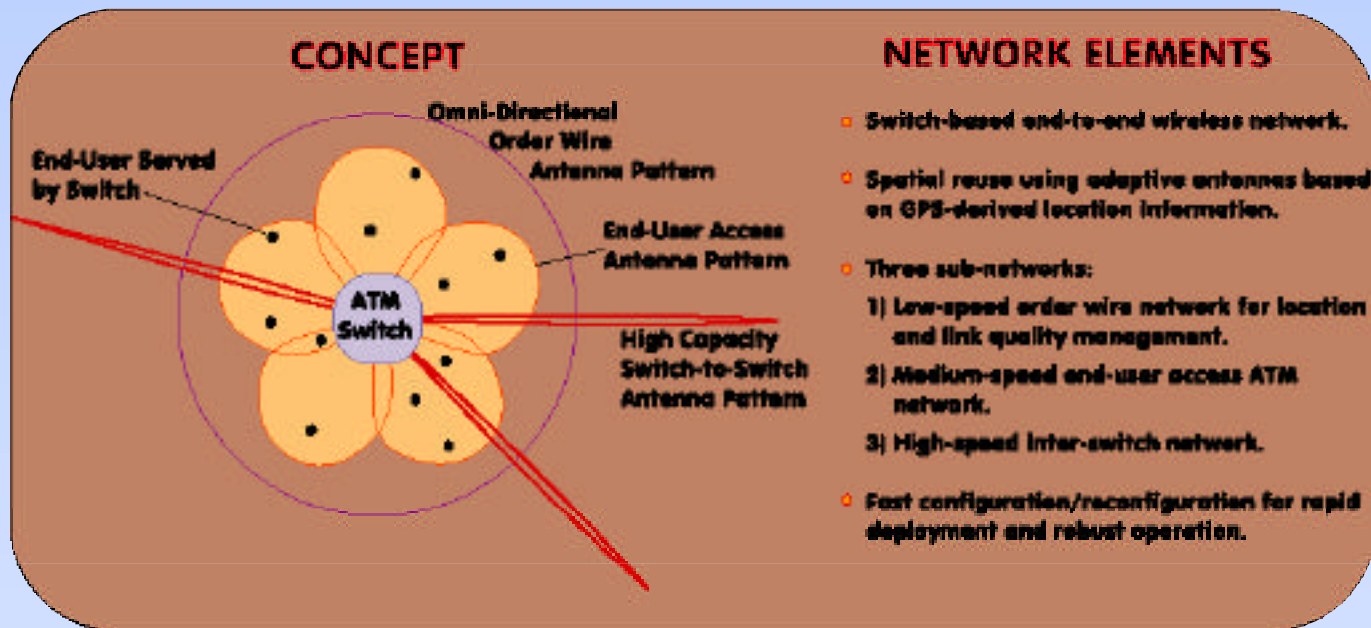 CONCEPT
Omni-Directional
Order Wire
Antenna Pattern
End-User Served
by Switch
End-User Access
Antenna Pattern
ATM
Switch
High Capacity
Switch-to-Switch
Antenna Pattern
NETWORK ELEMENTS
Switch-based end-to-end wireless network.
Spatial reuse using adaptive antennas based
on GPS-derived location information.
Three sub-networks:
1) Low-speed order wire network for location
and link quality management.
2) Medium-speed end-user access ATM
network.
3) High-speed inter-switch network.
Fast configuration/reconfiguration for rapid
deployment and robust operation.